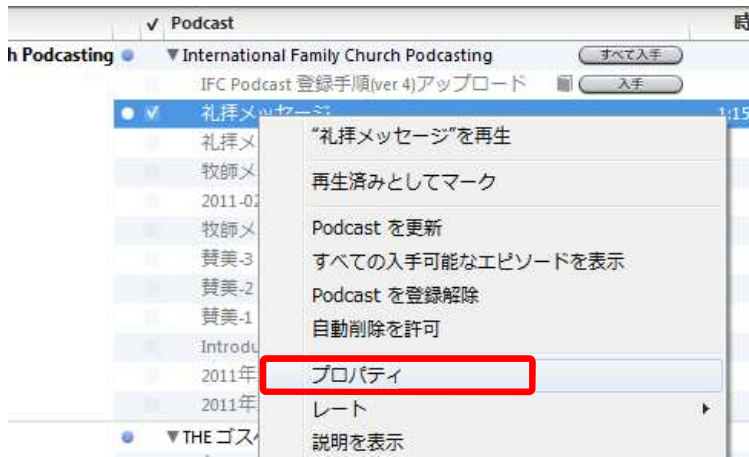 ✓ Podcast 時
h Podcasting ▼ International Family Church Podcasting すべて入手
IFC Podcast 登録手順(ver 4)アップロード 入手
礼拝メッセージ 1:15
"礼拝メッセージ"を再生
礼拝メ
牧師メ
再生済みとしてマーク
2011-02
牧師メ
Podcast を更新
賛美-3
すべての入手可能なエピソードを表示
賛美-2
Podcast を登録解除
賛美-1
自動削除を許可
Introdu
2011年
プロパティ
2011年
レート
▼THE ゴス
説明を表示